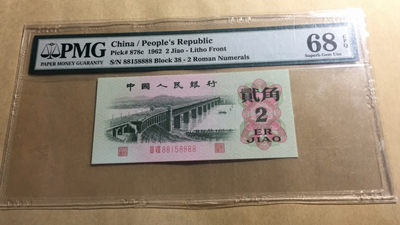 PMG
PAPER MONEY GUARANTY
China / People's Republic
Pick# 878c 1962 2 Jiao - Litho Front
S/N 88158888 Block 38 - 2 Roman Numerals
68 EPQ
Superb Gem Unc
中国人民银行
贰角
2
ER
JIAO
88158888